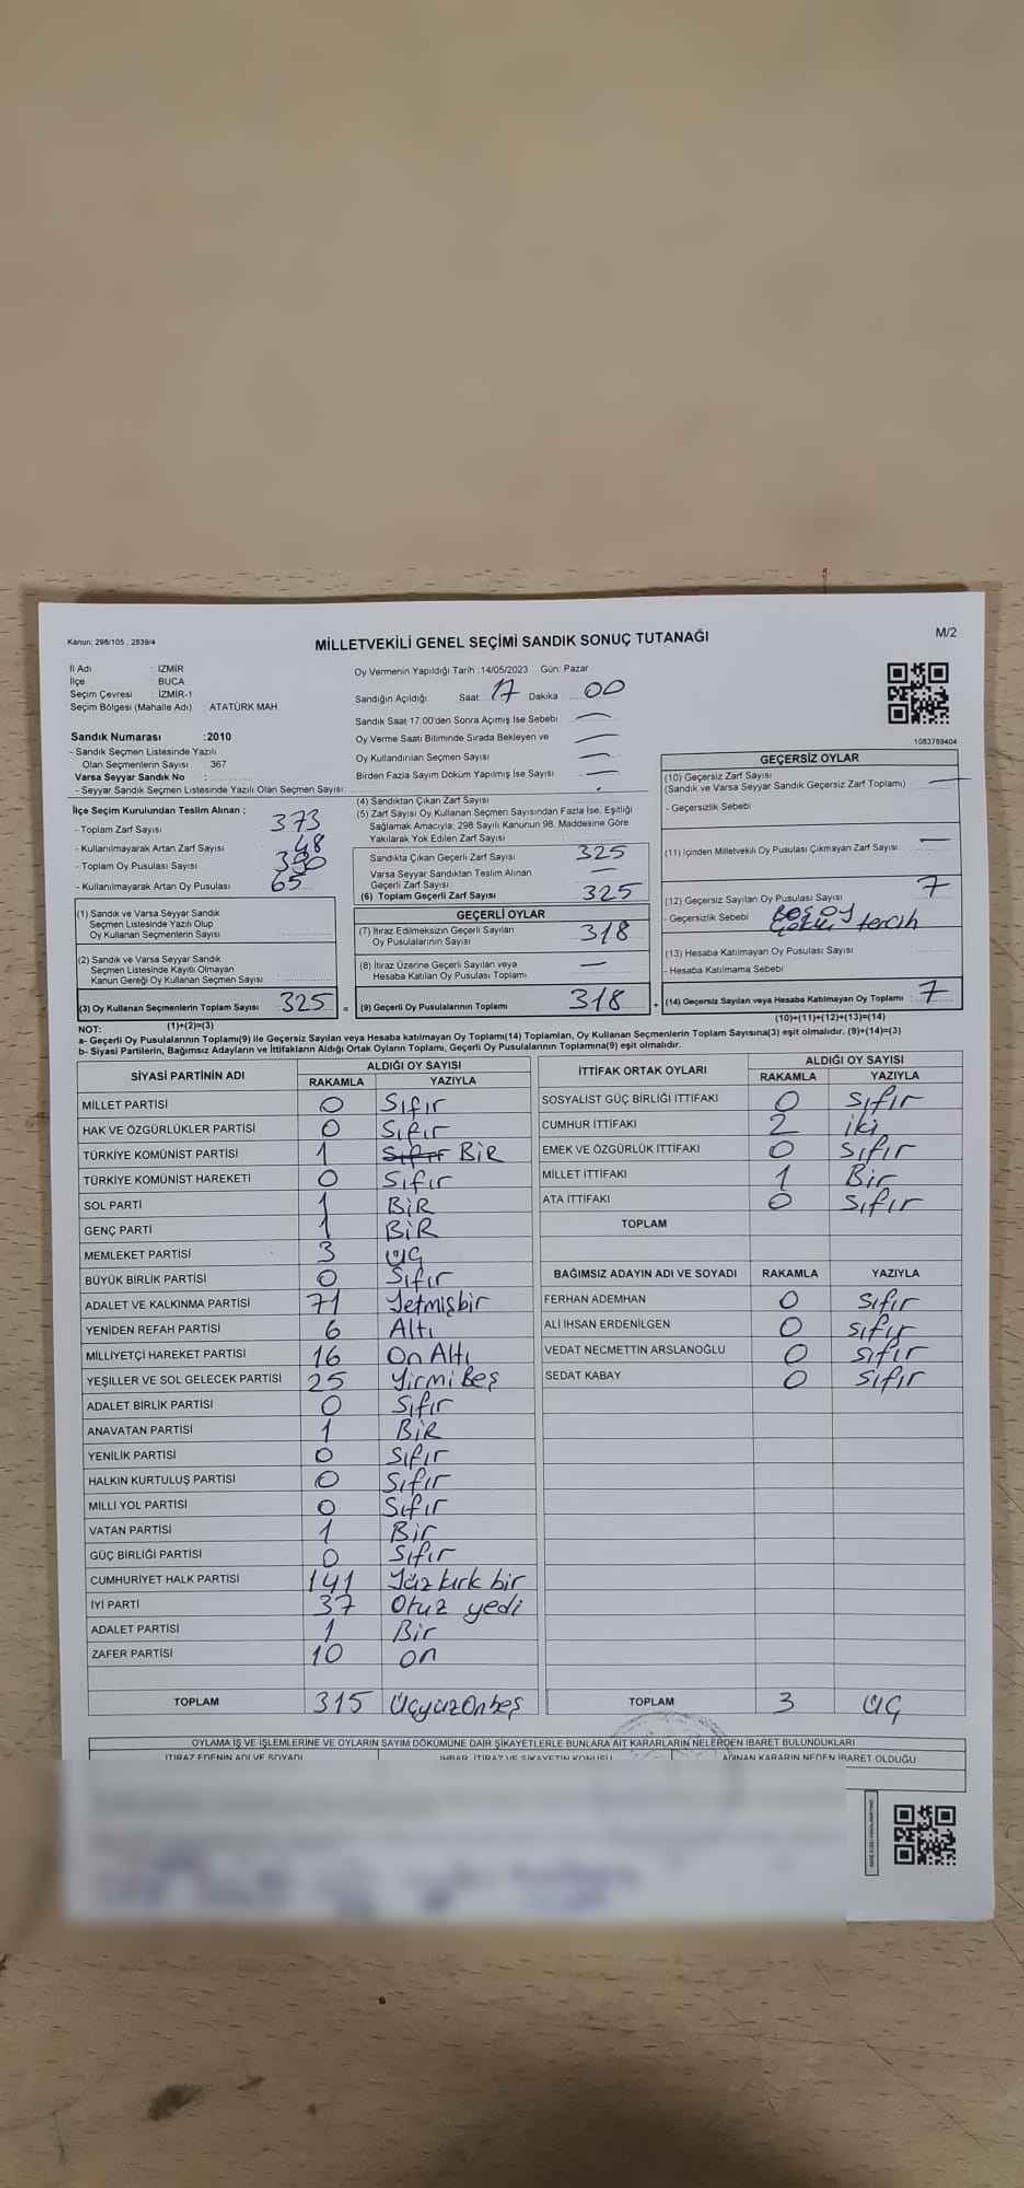 Kanun: 298/105 , 2839/4
MİLLETVEKİLİ GENEL SEÇİMİ SANDIK SONUÇ TUTANAĞI
M/2
İl Adı : İZMİR
İlçe BUCA
Seçim Çevresi : İZMİR-1
Seçim Bölgesi (Mahalle Adı) : ATATÜRK MAH.
Sandık Numarası :2010
- Sandık Seçmen Listesinde Yazılı
Olan Seçmenlerin Sayısı : 367
Varsa Seyyar Sandık No :
- Seyyar Sandık Seçmen Listesinde Yazılı Olan Seçmen Sayısı:
Oy Vermenin Yapıldığı Tarih :14/05/2023 Gün: Pazar
Sandığın Açıldığı Saat 17 Dakika 00
Sandık Saat 17.00'den Sonra Açımış İse Sebebi —
Oy Verme Saati Bitiminde Sırada Bekleyen ve —
Oy Kullandırılan Seçmen Sayısı —
Birden Fazla Sayım Döküm Yapılmış İse Sayısı —
1083789404
İlçe Seçim Kurulundan Teslim Alınan ;
- Toplam Zarf Sayısı 373
- Kullanılmayarak Artan Zarf Sayısı 48
- Toplam Oy Pusulası Sayısı 390
- Kullanılmayarak Artan Oy Pusulası 65
(1) Sandık ve Varsa Seyyar Sandık
Seçmen Listesinde Yazılı Olup
Oy Kullanan Seçmenlerin Sayısı
(2) Sandık ve Varsa Seyyar Sandık
Seçmen Listesinde Kayıtlı Olmayan
Kanun Gereği Oy Kullanan Seçmen Sayısı
(3) Oy Kullanan Seçmenlerin Toplam Sayısı 325 =
(1)+(2)=(3)
(4) Sandıktan Çıkan Zarf Sayısı
(5) Zarf Sayısı Oy Kullanan Seçmen Sayısından Fazla İse, Eşitliği
Sağlamak Amacıyla, 298 Sayılı Kanunun 98. Maddesine Göre
Yakılarak Yok Edilen Zarf Sayısı
Sandıkta Çıkan Geçerli Zarf Sayısı 325
Varsa Seyyar Sandıktan Teslim Alınan
Geçerli Zarf Sayısı —
(6) Toplam Geçerli Zarf Sayısı 325
GEÇERLİ OYLAR
(7) İtiraz Edilmeksizin Geçerli Sayılan
Oy Pusulalarının Sayısı 318
(8) İtiraz Üzerine Geçerli Sayılan veya
Hesaba Katılan Oy Pusulası Toplamı —
(9) Geçerli Oy Pusulalarının Toplamı 318 +
GEÇERSİZ OYLAR
(10) Geçersiz Zarf Sayısı
(Sandık ve Varsa Seyyar Sandık Geçersiz Zarf Toplamı) —
- Geçersizlik Sebebi
(11) İçinden Milletvekili Oy Pusulası Çıkmayan Zarf Sayısı —
(12) Geçersiz Sayılan Oy Pusulası Sayısı 7
- Geçersizlik Sebebi Boş oy
tercih
(13) Hesaba Katılmayan Oy Pusulası Sayısı
- Hesaba Katılmama Sebebi
(14) Geçersiz Sayılan veya Hesaba Katılmayan Oy Toplamı : 7
(10)+(11)+(12)+(13)=(14)
NOT:
a- Geçerli Oy Pusulalarının Toplamı(9) ile Geçersiz Sayılan veya Hesaba katılmayan Oy Toplamı(14) Toplamları, Oy Kullanan Seçmenlerin Toplam Sayısına(3) eşit olmalıdır. (9)+(14)=(3)
b- Siyasi Partilerin, Bağımsız Adayların ve İttifakların Aldığı Ortak Oyların Toplamı, Geçerli Oy Pusulalarının Toplamına(9) eşit olmalıdır.
SİYASİ PARTİNİN ADI ALDIĞI OY SAYISI
RAKAMLA YAZIYLA
MİLLET PARTİSİ 0 Sıfır
HAK VE ÖZGÜRLÜKLER PARTİSİ 0 Sıfır
TÜRKİYE KOMÜNİST PARTİSİ 1 Sıfır BİR
TÜRKİYE KOMÜNİST HAREKETİ 0 Sıfır
SOL PARTİ 1 BİR
GENÇ PARTİ 1 BİR
MEMLEKET PARTİSİ 3 üç
BÜYÜK BİRLİK PARTİSİ 0 Sıfır
ADALET VE KALKINMA PARTİSİ 71 Yetmişbir
YENİDEN REFAH PARTİSİ 6 Altı
MİLLİYETÇİ HAREKET PARTİSİ 16 On Altı
YEŞİLLER VE SOL GELECEK PARTİSİ 25 Yirmi Beş
ADALET BİRLİK PARTİSİ 0 Sıfır
ANAVATAN PARTİSİ 1 BİR
YENİLİK PARTİSİ 0 Sıfır
HALKIN KURTULUŞ PARTİSİ 0 Sıfır
MİLLİ YOL PARTİSİ 0 Sıfır
VATAN PARTİSİ 1 Bir
GÜÇ BİRLİĞİ PARTİSİ 0 Sıfır
CUMHURİYET HALK PARTİSİ 141 Yüz kırk bir
İYİ PARTİ 37 Otuz yedi
ADALET PARTİSİ 1 Bir
ZAFER PARTİSİ 10 on
TOPLAM 315 ÜçyüzOnbeş
İTTİFAK ORTAK OYLARI ALDIĞI OY SAYISI
RAKAMLA YAZIYLA
SOSYALİST GÜÇ BİRLİĞİ İTTİFAKI 0 Sıfır
CUMHUR İTTİFAKI 2 iki
EMEK VE ÖZGÜRLÜK İTTİFAKI 0 Sıfır
MİLLET İTTİFAKI 1 Bir
ATA İTTİFAKI 0 Sıfır
TOPLAM
BAĞIMSIZ ADAYIN ADI VE SOYADI RAKAMLA YAZIYLA
FERHAN ADEMHAN 0 Sıfır
ALİ İHSAN ERDENİLGEN 0 Sıfır
VEDAT NECMETTİN ARSLANOĞLU 0 Sıfır
SEDAT KABAY 0 Sıfır
TOPLAM 3 ÜÇ
OYLAMA İŞ VE İŞLEMLERİNE VE OYLARIN SAYIM DÖKÜMÜNE DAİR ŞİKAYETLERLE BUNLARA AİT KARARLARIN NELERDEN İBARET BULUNDUKLARI
İTİRAZ EDENİN ADI VE SOYADI İHBAR, İTİRAZ VE ŞİKAYETİN KONUSU ALINAN KARARIN NEDEN İBARET OLDUĞU